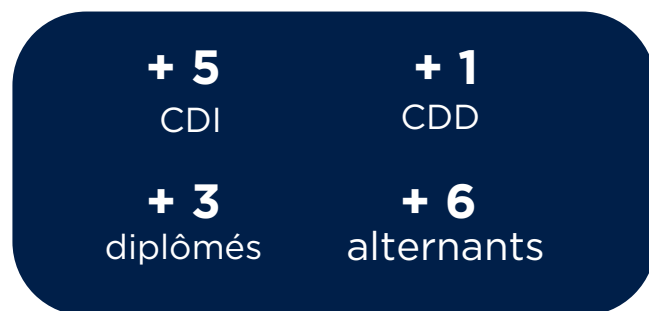 + 5
+ 1
CDI
CDD
+ 3
+ 6
diplômés
alternants